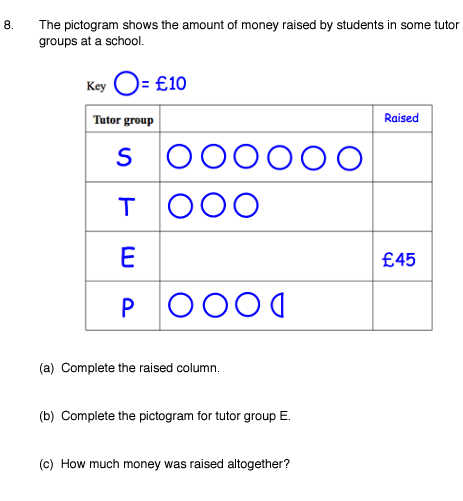 8. The pictogram shows the amount of money raised by students in some tutor
groups at a school.
Key = £10
Tutor group Raised
S
T
E £45
P
(a) Complete the raised column.
(b) Complete the pictogram for tutor group E.
(c) How much money was raised altogether?